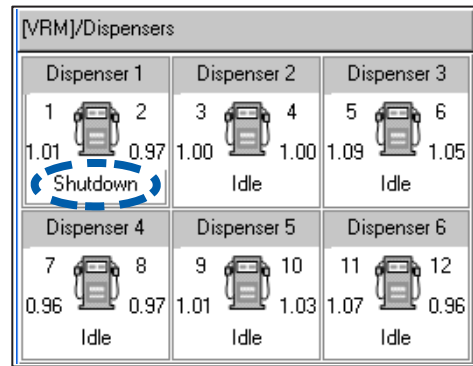 [VRM]/Dispensers
Dispenser 1 Dispenser 2 Dispenser 3
1 2 3 4 5 6
1.01 0.97 1.00 1.00 1.09 1.05
Shutdown Idle Idle
Dispenser 4 Dispenser 5 Dispenser 6
7 8 9 10 11 12
0.96 0.97 1.01 1.03 1.07 0.96
Idle Idle Idle